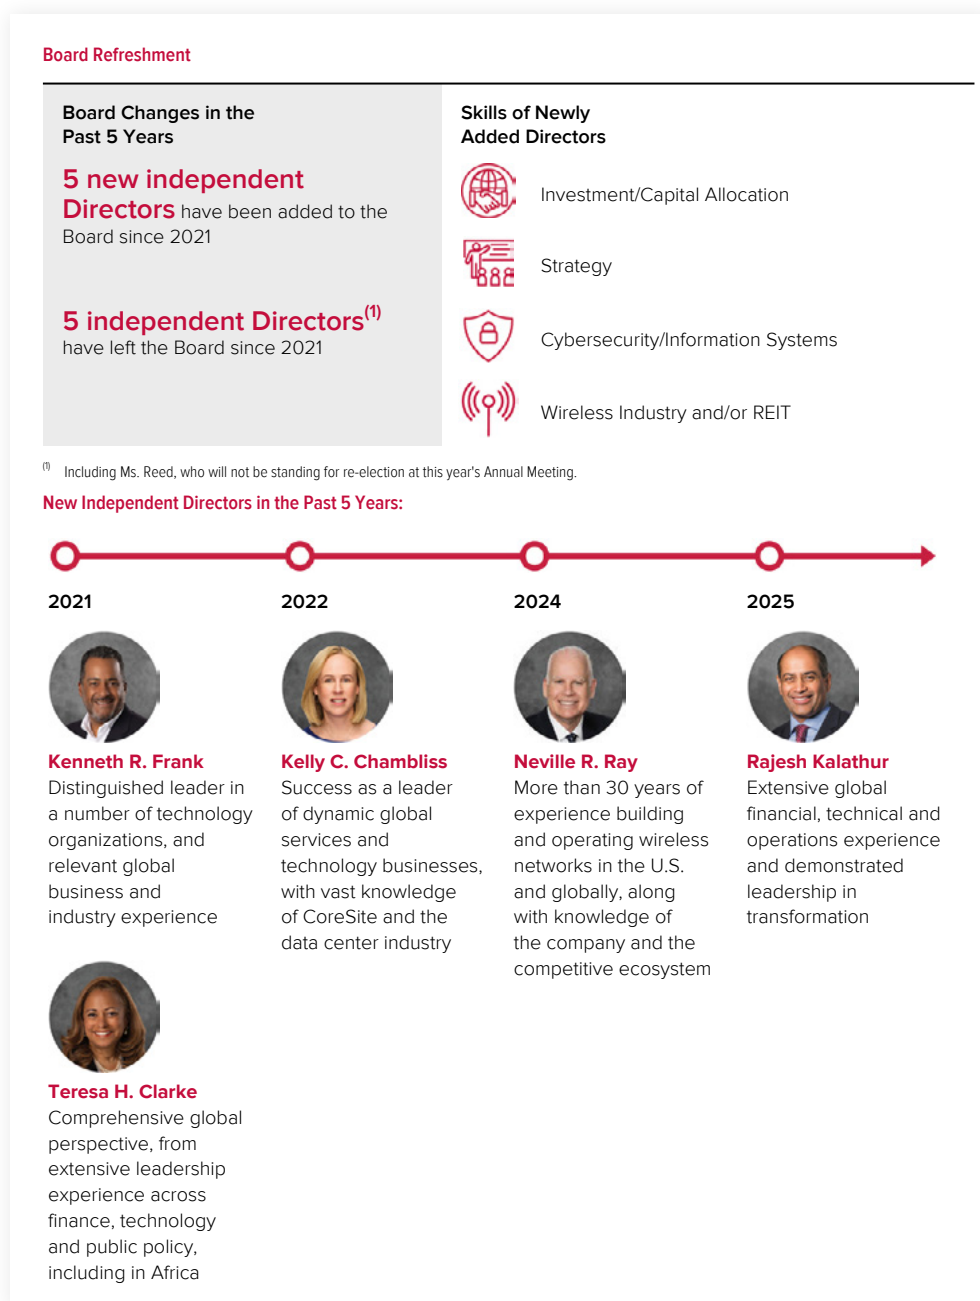 Board Refreshment
Board Changes in the
Past 5 Years
5 new independent
Directors have been added to the
Board since 2021
5 independent Directors(1)
have left the Board since 2021
Skills of Newly
Added Directors
Investment/Capital Allocation
Strategy
Cybersecurity/Information Systems
Wireless Industry and/or REIT
(1) Including Ms. Reed, who will not be standing for re-election at this year's Annual Meeting.
New Independent Directors in the Past 5 Years:
2021
Kenneth R. Frank
Distinguished leader in
a number of technology
organizations, and
relevant global
business and
industry experience
Teresa H. Clarke
Comprehensive global
perspective, from
extensive leadership
experience across
finance, technology
and public policy,
including in Africa
2022
Kelly C. Chambliss
Success as a leader
of dynamic global
services and
technology businesses,
with vast knowledge
of CoreSite and the
data center industry
2024
Neville R. Ray
More than 30 years of
experience building
and operating wireless
networks in the U.S.
and globally, along
with knowledge of
the company and the
competitive ecosystem
2025
Rajesh Kalathur
Extensive global
financial, technical and
operations experience
and demonstrated
leadership in
transformation